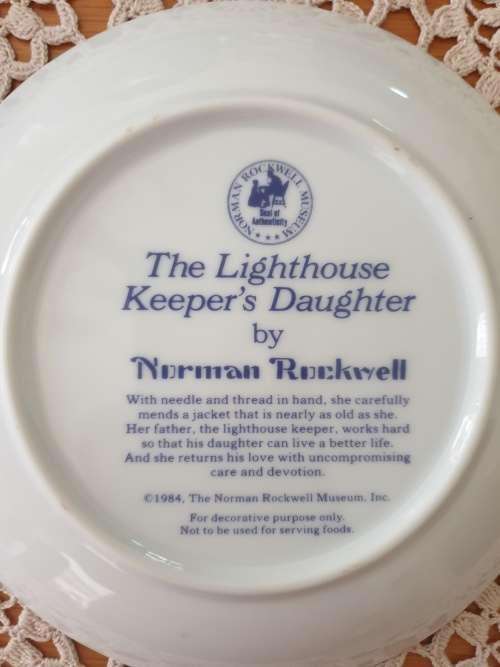 NORMAN ROCKWELL MUSEUM
Seal of
Authenticity
The Lighthouse
Keeper's Daughter
by
Norman Rockwell
With needle and thread in hand, she carefully
mends a jacket that is nearly as old as she.
Her father, the lighthouse keeper, works hard
so that his daughter can live a better life.
And she returns his love with uncompromising
care and devotion.
©1984, The Norman Rockwell Museum, Inc.
For decorative purpose only.
Not to be used for serving foods.